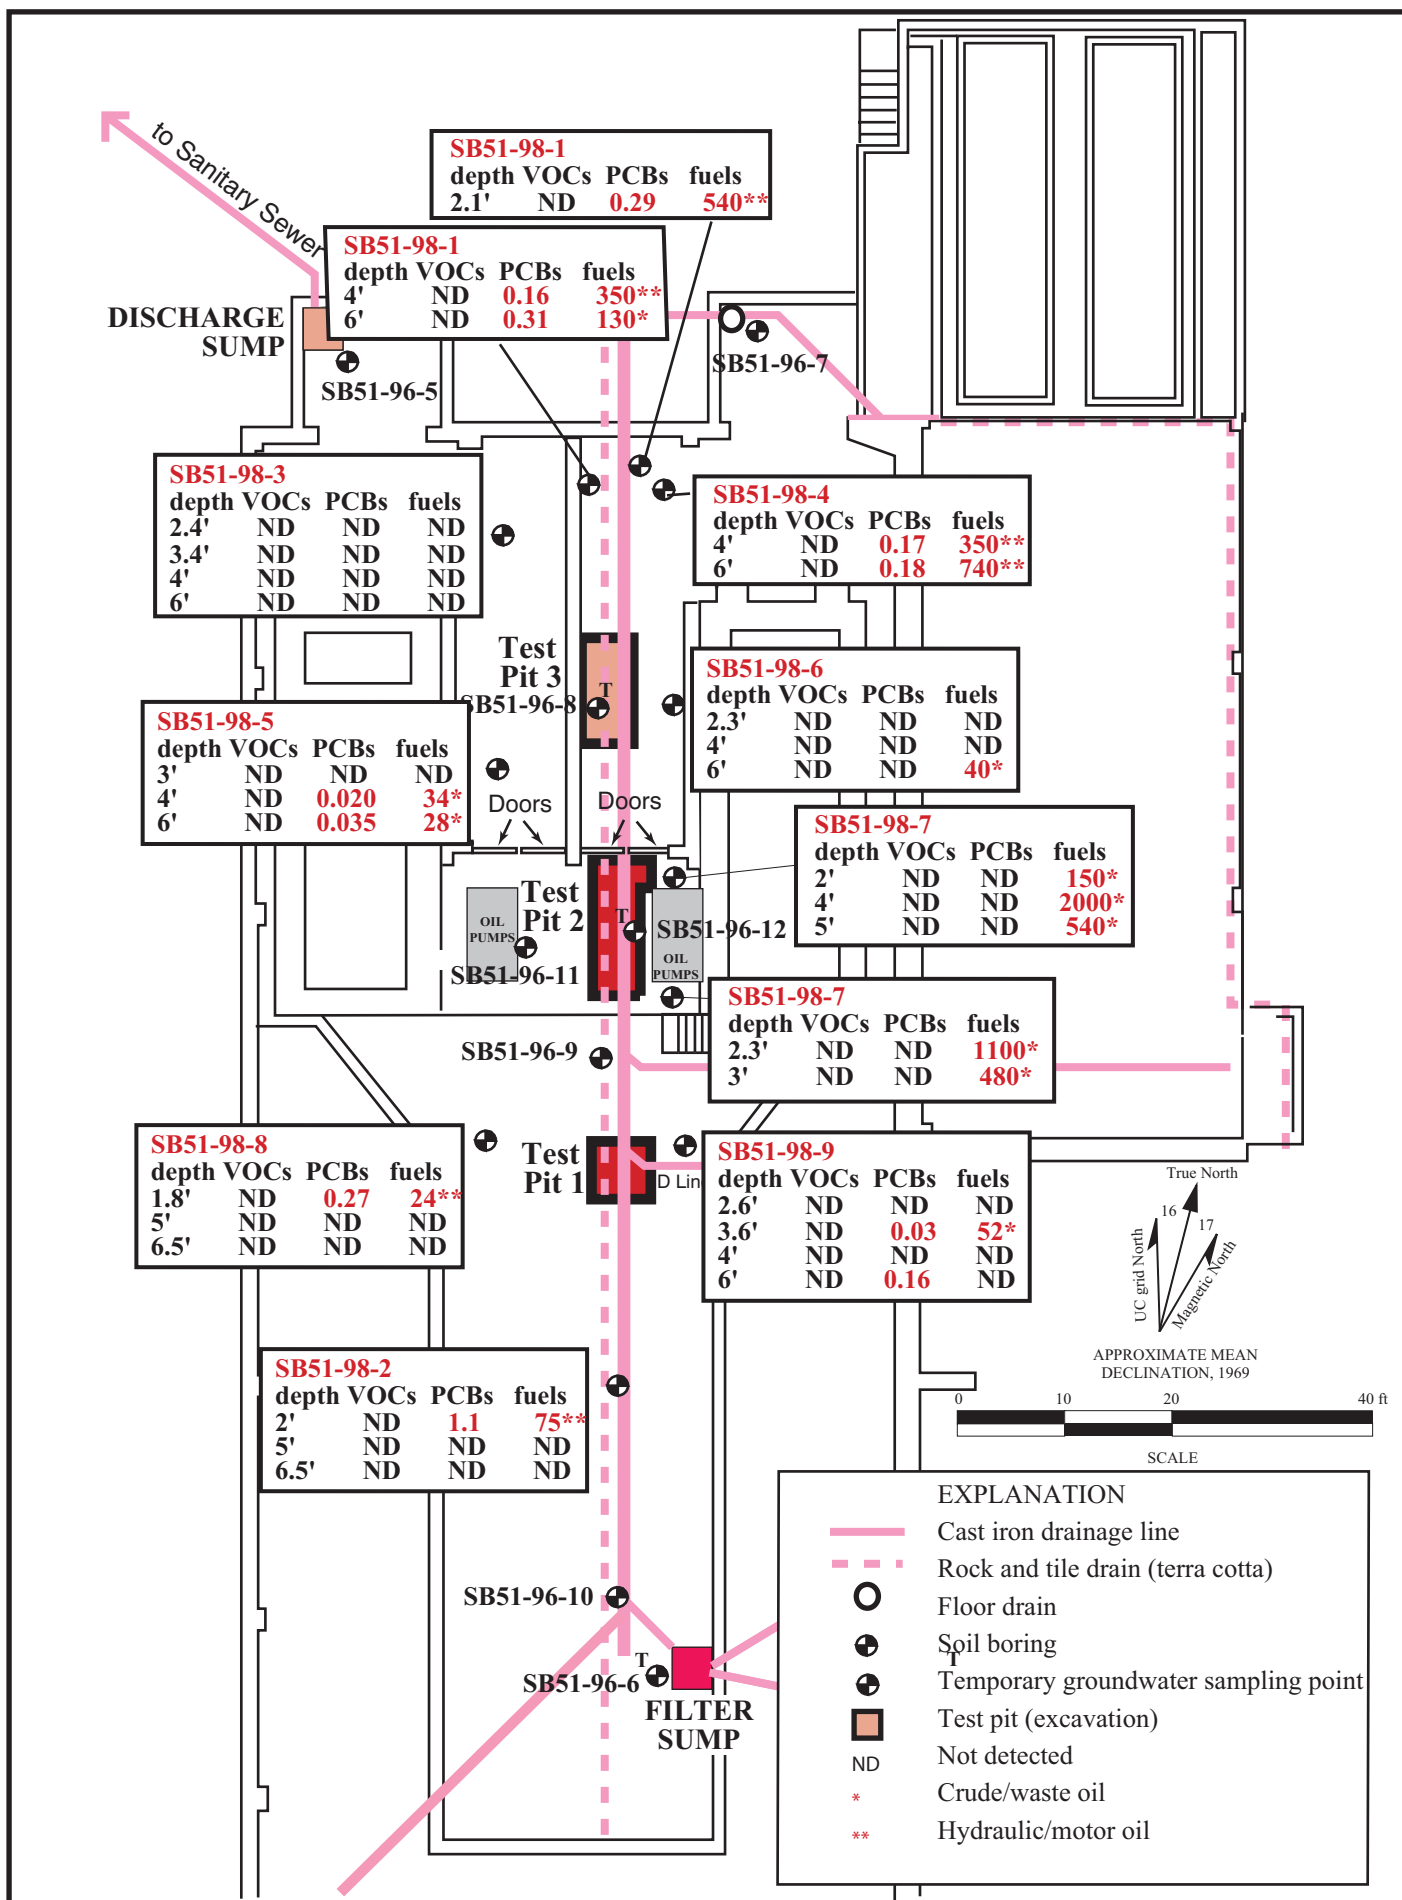 to Sanitary Sewer
SB51-98-1
depth VOCs PCBs fuels
2.1' ND 0.29 540**
SB51-98-1
depth VOCs PCBs fuels
4' ND 0.16 350**
6' ND 0.31 130*
DISCHARGE
SUMP
SB51-96-5
SB51-96-7
SB51-98-3
depth VOCs PCBs fuels
2.4' ND ND ND
3.4' ND ND ND
4' ND ND ND
6' ND ND ND
SB51-98-4
depth VOCs PCBs fuels
4' ND 0.17 350**
6' ND 0.18 740**
Test
Pit 3
T
SB51-96-8
SB51-98-6
depth VOCs PCBs fuels
2.3' ND ND ND
4' ND ND ND
6' ND ND 40*
SB51-98-5
depth VOCs PCBs fuels
3' ND ND ND
4' ND 0.020 34*
6' ND 0.035 28*
Doors
Doors
SB51-98-7
depth VOCs PCBs fuels
2' ND ND 150*
4' ND ND 2000*
5' ND ND 540*
Test
Pit 2
T
OIL
PUMPS
SB51-96-11
SB51-96-12
OIL
PUMPS
SB51-98-7
depth VOCs PCBs fuels
2.3' ND ND 1100*
3' ND ND 480*
SB51-96-9
SB51-98-8
depth VOCs PCBs fuels
1.8' ND 0.27 24**
5' ND ND ND
6.5' ND ND ND
Test
Pit 1
D Lin
SB51-98-9
depth VOCs PCBs fuels
2.6' ND ND ND
3.6' ND 0.03 52*
4' ND ND ND
6' ND 0.16 ND
True North
16
17
UC grid North
Magnetic North
APPROXIMATE MEAN
DECLINATION, 1969
0 10 20 40 ft
SCALE
SB51-98-2
depth VOCs PCBs fuels
2' ND 1.1 75**
5' ND ND ND
6.5' ND ND ND
SB51-96-10
T
SB51-96-6
FILTER
SUMP
EXPLANATION
Cast iron drainage line
Rock and tile drain (terra cotta)
Floor drain
Soil boring
T
Temporary groundwater sampling point
Test pit (excavation)
ND Not detected
* Crude/waste oil
** Hydraulic/motor oil